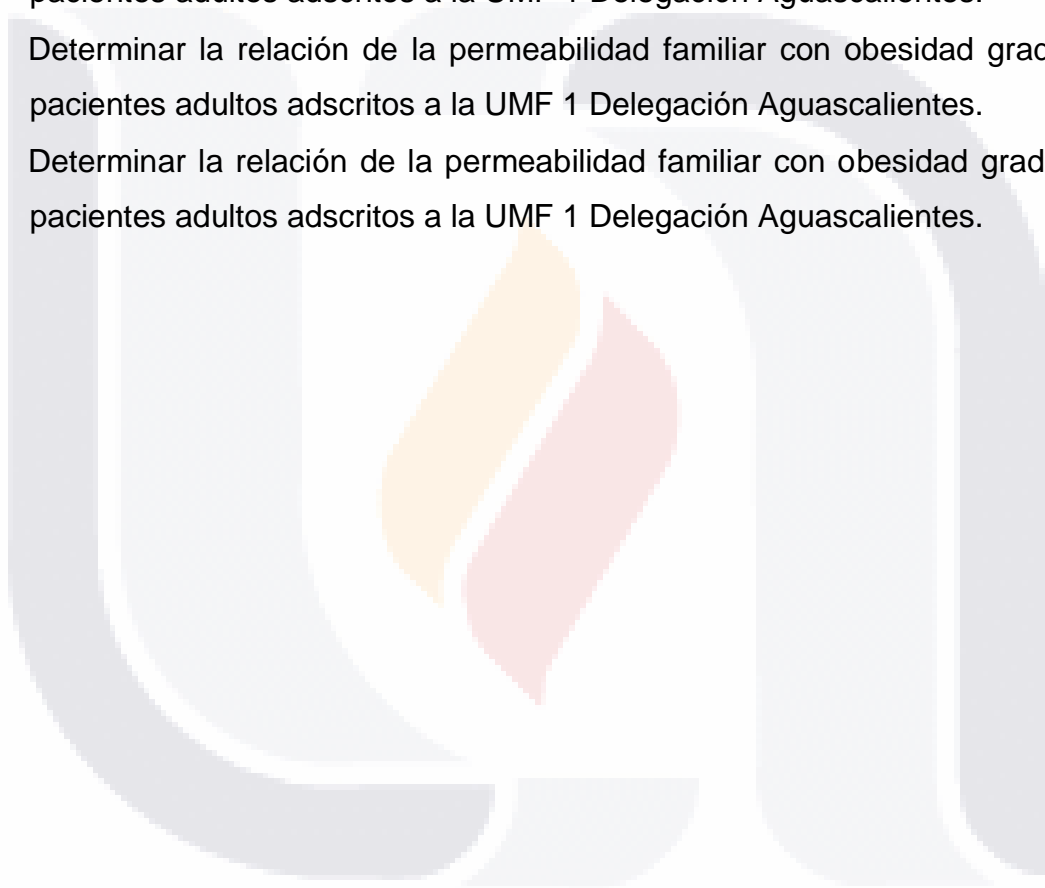 pacientes adultos adscritos a la UMF 1 Delegación Aguascalientes.
Determinar la relación de la permeabilidad familiar con obesidad grad
pacientes adultos adscritos a la UMF 1 Delegación Aguascalientes.
Determinar la relación de la permeabilidad familiar con obesidad grad
pacientes adultos adscritos a la UMF 1 Delegación Aguascalientes.